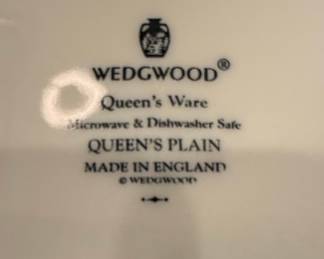 WEDGWOOD®
Queen's Ware
Microwave & Dishwasher Safe
QUEEN'S PLAIN
MADE IN ENGLAND
© WEDGWOOD